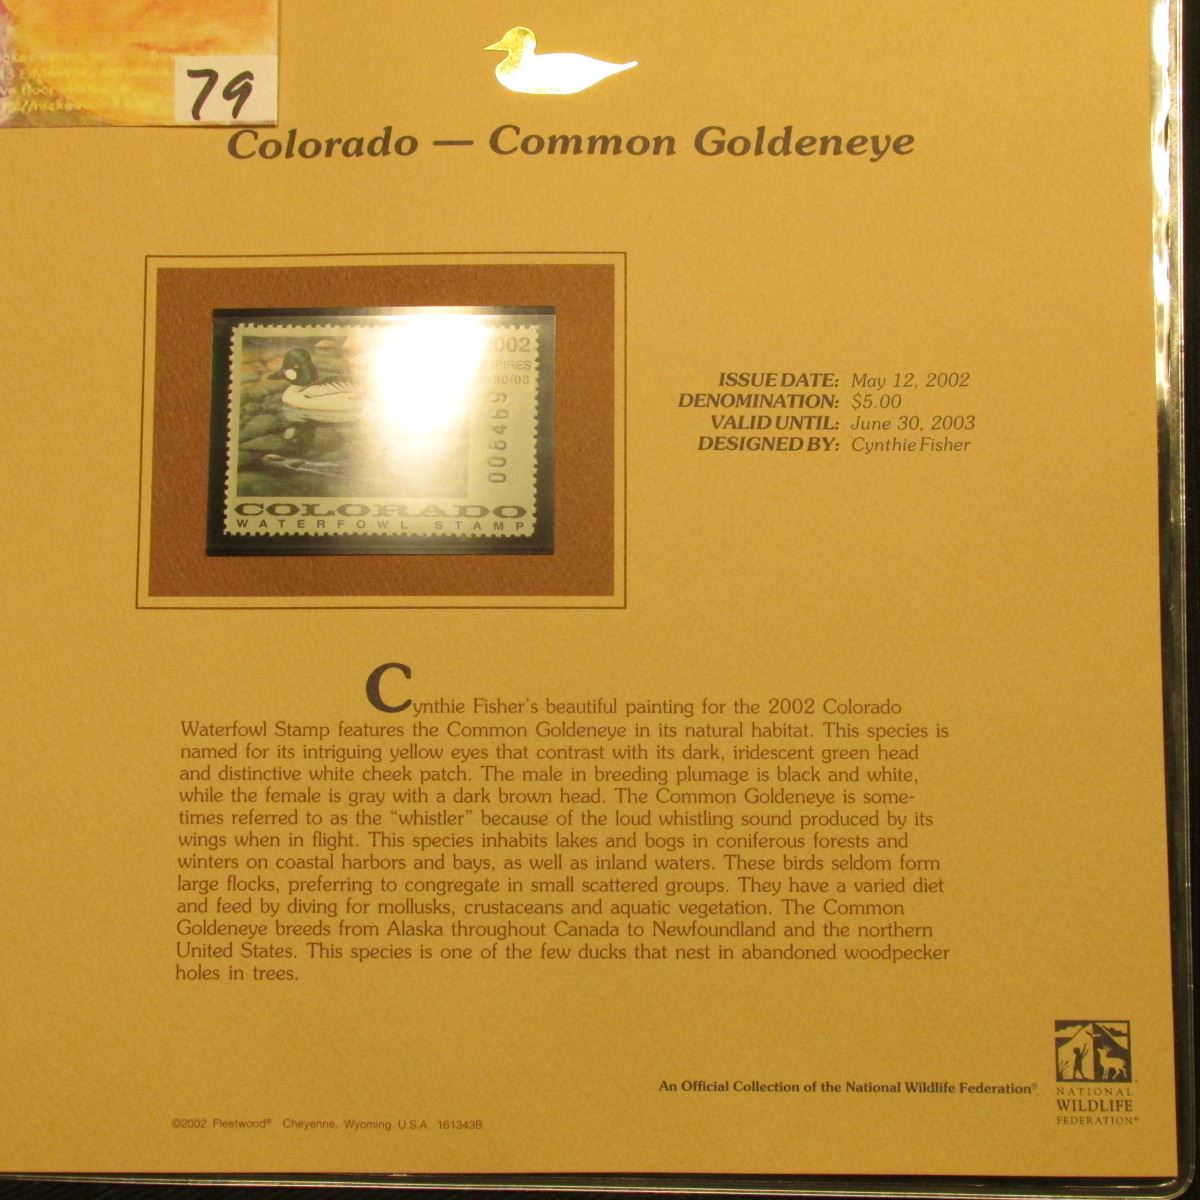 79
Colorado — Common Goldeneye
2002
008469
COLORADO
WATERFOWL STAMP
ISSUE DATE: May 12, 2002
DENOMINATION: $5.00
VALID UNTIL: June 30, 2003
DESIGNED BY: Cynthie Fisher
Cynthie Fisher's beautiful painting for the 2002 Colorado
Waterfowl Stamp features the Common Goldeneye in its natural habitat. This species is
named for its intriguing yellow eyes that contrast with its dark, iridescent green head
and distinctive white cheek patch. The male in breeding plumage is black and white,
while the female is gray with a dark brown head. The Common Goldeneye is some-
times referred to as the “whistler” because of the loud whistling sound produced by its
wings when in flight. This species inhabits lakes and bogs in coniferous forests and
winters on coastal harbors and bays, as well as inland waters. These birds seldom form
large flocks, preferring to congregate in small scattered groups. They have a varied diet
and feed by diving for mollusks, crustaceans and aquatic vegetation. The Common
Goldeneye breeds from Alaska throughout Canada to Newfoundland and the northern
United States. This species is one of the few ducks that nest in abandoned woodpecker
holes in trees.
An Official Collection of the National Wildlife Federation®
NATIONAL
WILDLIFE
FEDERATION®
©2002 Fleetwood® Cheyenne, Wyoming U.S.A. 161343B